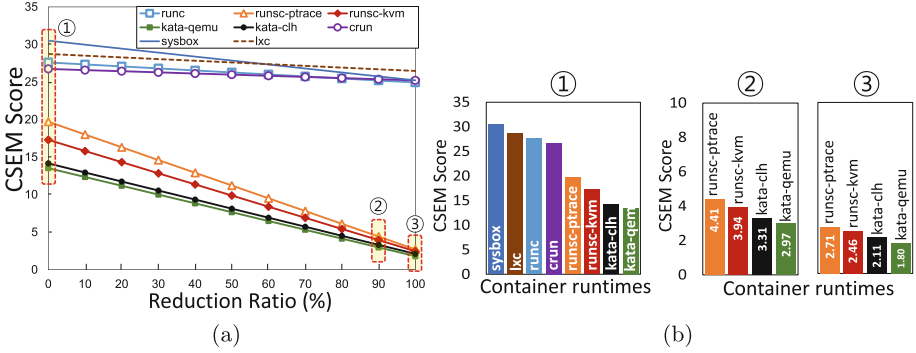 35
30
25
20
15
10
5
0
CSEM Score
runc
runsc-ptrace
runsc-kvm
kata-qemu
kata-clh
crun
sysbox
lxc
①
②
③
0 10 20 30 40 50 60 70 80 90 100
Reduction Ratio (%)
(a)
①
35
30
25
20
15
10
5
0
CSEM Score
sysbox
lxc
runc
crun
runsc-ptrace
runsc-kvm
kata-clh
kata-qem
Container runtimes
②
10
8
6
4
2
0
CSEM Score
runsc-ptrace
runsc-kvm
kata-clh
kata-qemu
4.41
3.94
3.31
2.97
Container runtimes
③
runsc-ptrace
runsc-kvm
kata-clh
kata-qemu
2.71
2.46
2.11
1.80
(b)